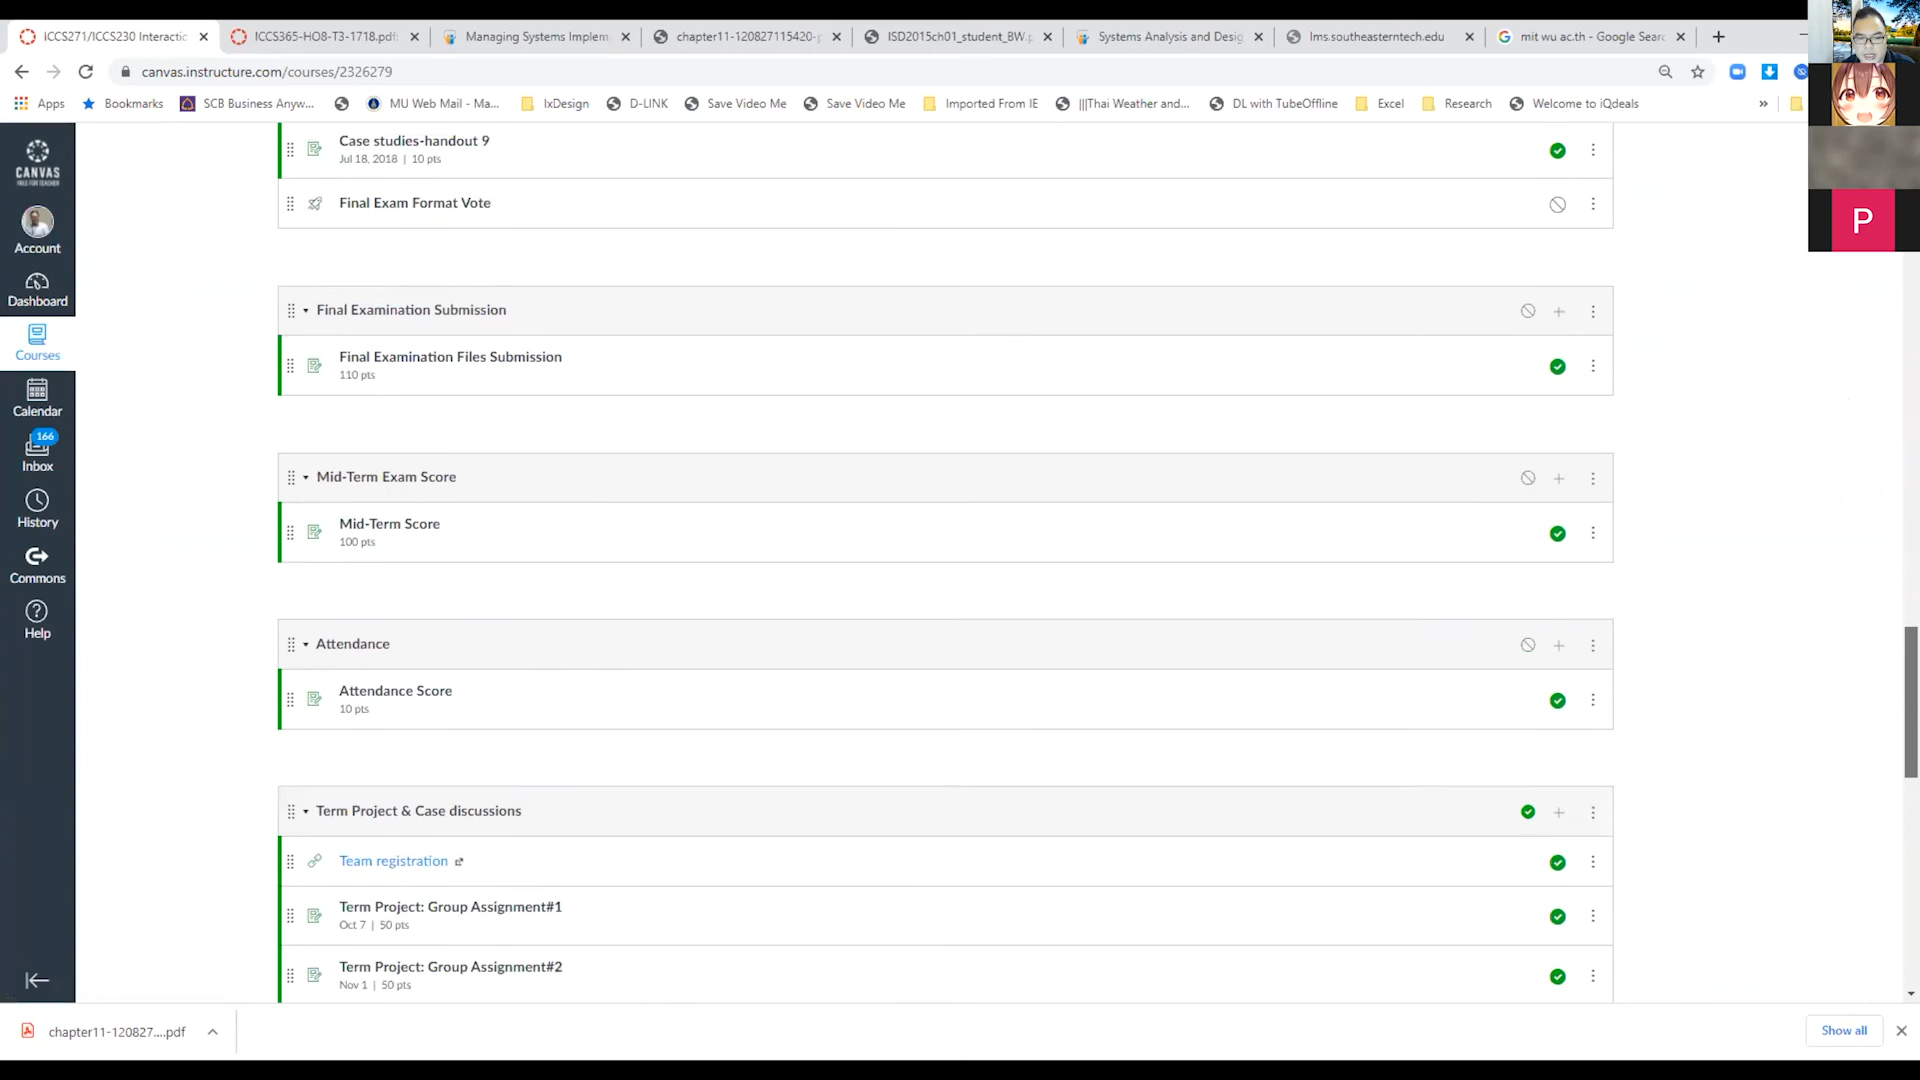 ICCS271/ICCS230 Interactic
ICCS365-HO8-T3-1718.pdf:
Managing Systems Implem
chapter11-120827115420-p
ISD2015ch01_student_BW.p
Systems Analysis and Desig
lms.southeasterntech.edu
mit wu ac.th - Google Searc
canvas.instructure.com/courses/2326279
Apps
Bookmarks
SCB Business Anyw...
MU Web Mail - Ma...
IxDesign
D-LINK
Save Video Me
Save Video Me
Imported From IE
|||Thai Weather and...
DL with TubeOffline
Excel
Research
Welcome to iQdeals
»
CANVAS
FREE FOR TEACHER
Account
Dashboard
Courses
Calendar
166
Inbox
History
Commons
Help
Case studies-handout 9
Jul 18, 2018 | 10 pts
Final Exam Format Vote
P
Final Examination Submission
Final Examination Files Submission
110 pts
Mid-Term Exam Score
Mid-Term Score
100 pts
Attendance
Attendance Score
10 pts
Term Project & Case discussions
Team registration
Term Project: Group Assignment#1
Oct 7 | 50 pts
Term Project: Group Assignment#2
Nov 1 | 50 pts
chapter11-120827....pdf
Show all